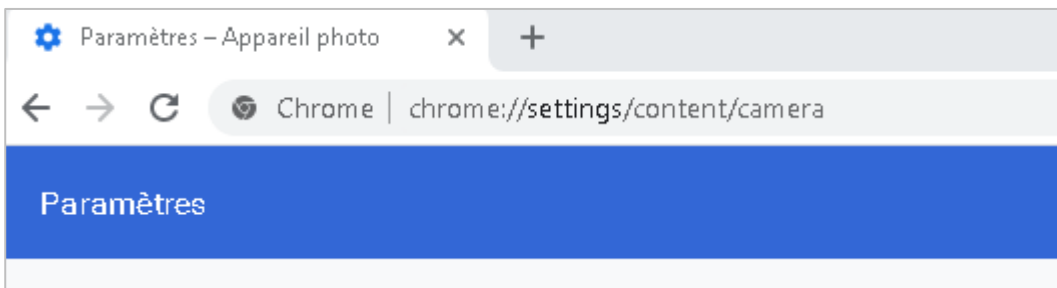 Paramètres – Appareil photo
Chrome | chrome://settings/content/camera
Paramètres